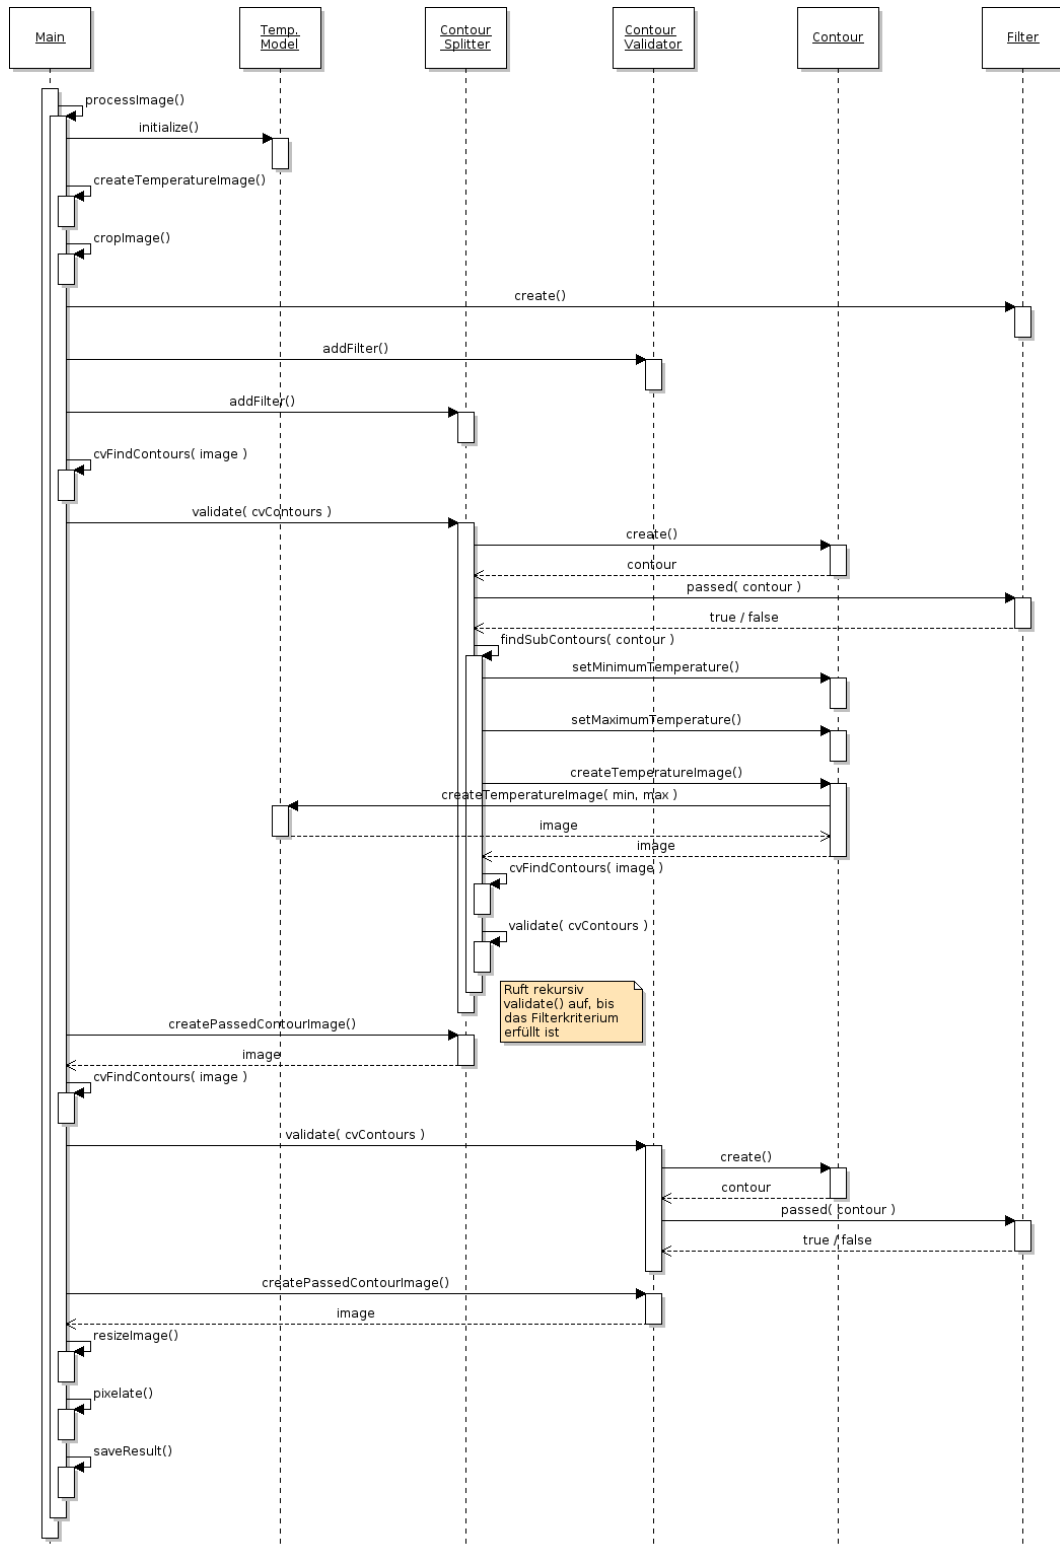 Main
Temp.
Model
Contour
Splitter
Contour
Validator
Contour
Filter
processImage()
initialize()
createTemperatureImage()
cropImage()
create()
addFilter()
addFilter()
cvFindContours( image )
validate( cvContours )
create()
contour
passed( contour )
true / false
findSubContours( contour )
setMinimumTemperature()
setMaximumTemperature()
createTemperatureImage()
createTemperatureImage( min, max )
image
image
cvFindContours( image )
validate( cvContours )
Ruft rekursiv
validate() auf, bis
das Filterkriterium
erfüllt ist
createPassedContourImage()
image
cvFindContours( image )
validate( cvContours )
create()
contour
passed( contour )
true / false
createPassedContourImage()
image
resizeImage()
pixelate()
saveResult()